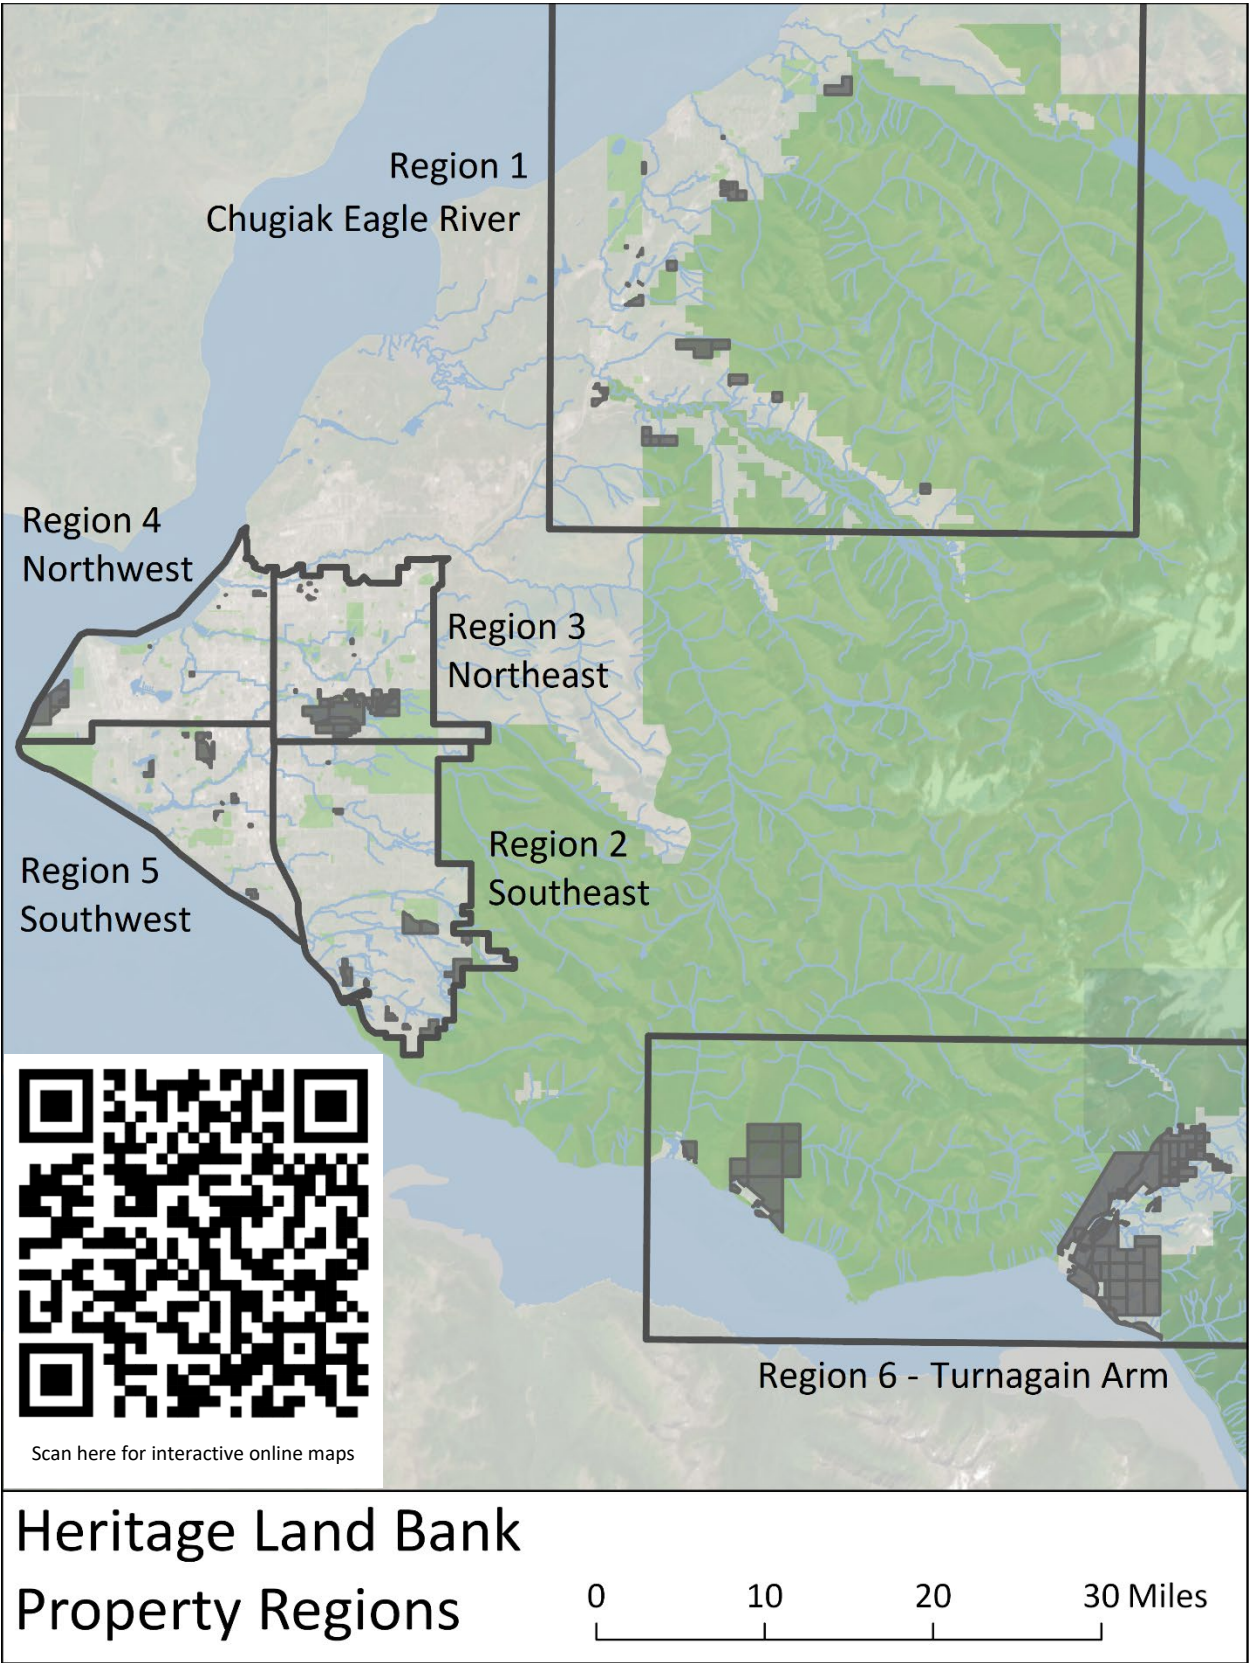 Region 1
Chugiak Eagle River
Region 4
Northwest
Region 3
Northeast
Region 2
Southeast
Region 5
Southwest
Region 6 - Turnagain Arm
Scan here for interactive online maps
Heritage Land Bank
Property Regions
0 10 20 30 Miles